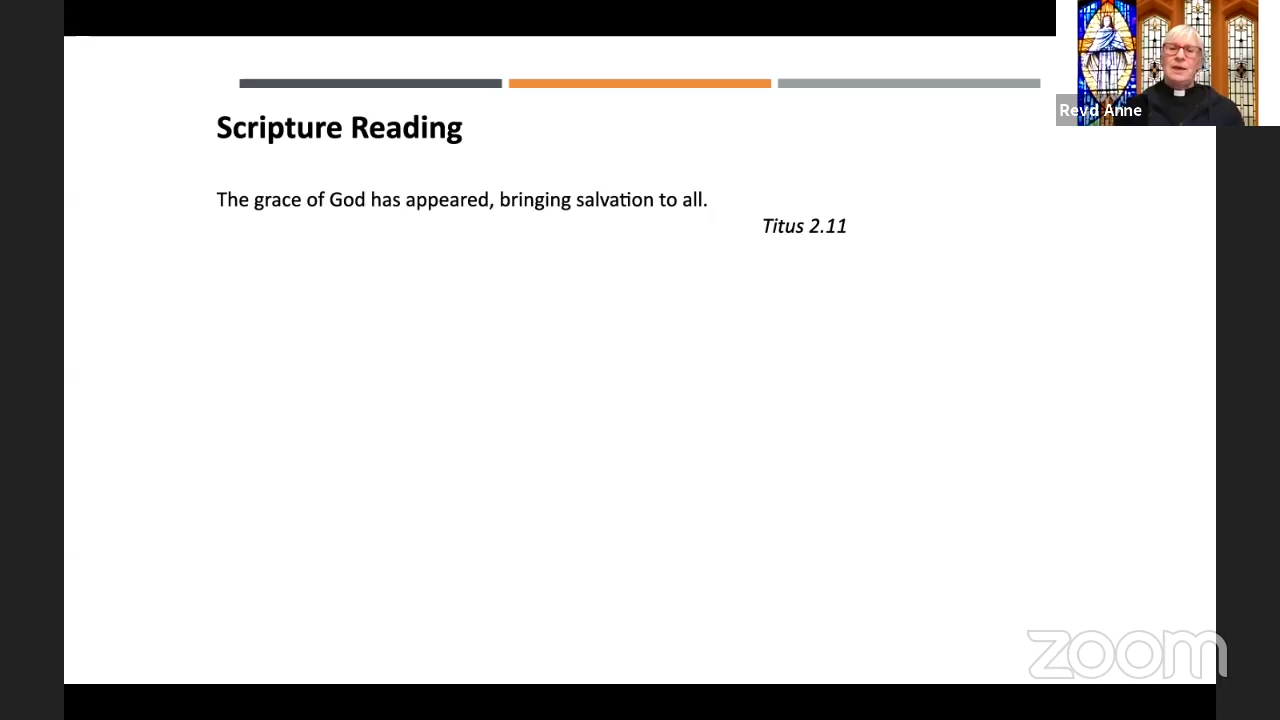 Scripture Reading
The grace of God has appeared, bringing salvation to all.
Titus 2.11
Revd Anne
zoom